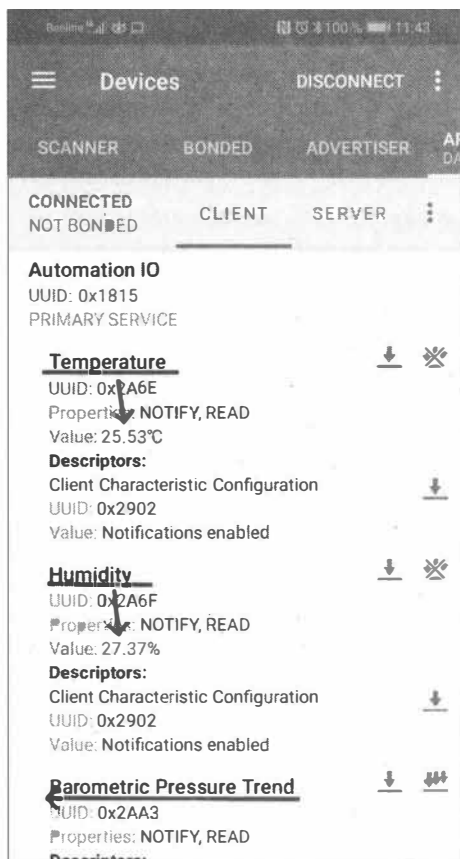 100% 11:43
Devices DISCONNECT
SCANNER BONDED ADVERTISER
CONNECTED
NOT BONDED
CLIENT SERVER
Automation IO
UUID: 0x1815
PRIMARY SERVICE
Temperature
UUID: 0x2A6E
Properties: NOTIFY, READ
Value: 25.53°C
Descriptors:
Client Characteristic Configuration
UUID: 0x2902
Value: Notifications enabled
Humidity
UUID: 0x2A6F
Properties: NOTIFY, READ
Value: 27.37%
Descriptors:
Client Characteristic Configuration
UUID: 0x2902
Value: Notifications enabled
Barometric Pressure Trend
UUID: 0x2AA3
Properties: NOTIFY, READ
Descriptors: